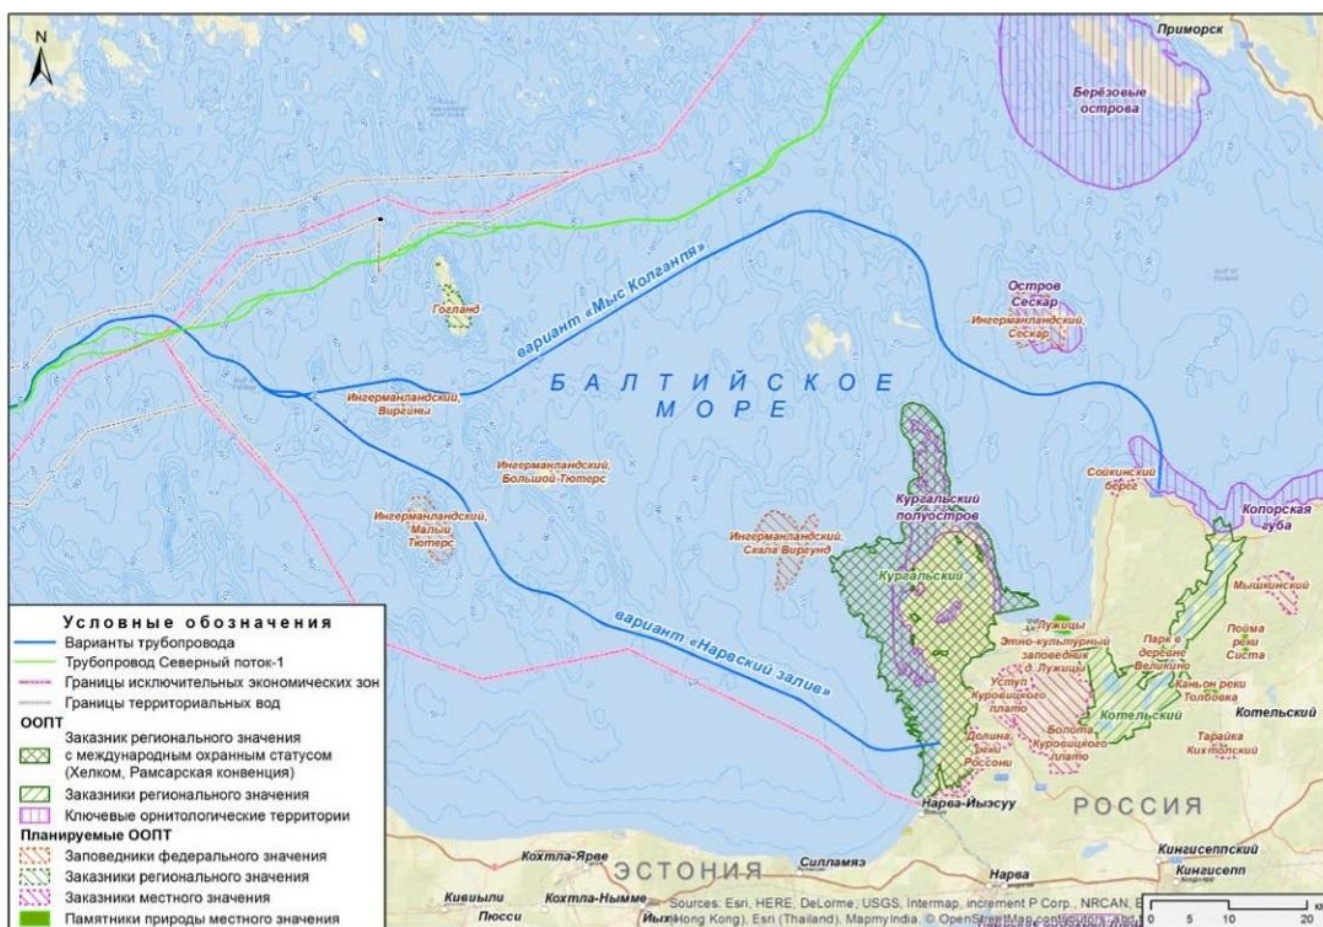 N
Приморск
Берёзовые
острова
Гогланд
вариант «Мыс Колганпя»
Остров
Сескар
Ингерманландский,
Сескар
БАЛТИЙСКОЕ
МОРЕ
Ингерманландский,
Виргины
Ингерманландский,
Большой Тютерс
Ингерманландский,
Малый
Тютерс
Ингерманландский,
Скала Виргунд
Кургальский
полуостров
Кургальский
Сойкинский
берег
Копорская
губа
Мышкинский
вариант «Нарвский залив»
Лужицы
Этно-культурный
заповедник
д. Лужицы
Парк в
деревне
Великино
Пойма
реки
Систа
Уступ
Куровицкого
плато
Каньон реки
Толбовка
Котельский
Котельский
Долина
реки
Россони
Болота
Куровицкого
плато
Тарайка
Кихтолский
Нарва-Йыэсуу
РОССИЯ
ЭСТОНИЯ
Кохтла-Ярве
Силламяэ
Кингисеппский
Кингисепп
Нарва
Кивиыли
Кохтла-Нымме
Пюсси
Условные обозначения
Варианты трубопровода
Трубопровод Северный поток-1
Границы исключительных экономических зон
Границы территориальных вод
ООПТ
Заказник регионального значения
с международным охранным статусом
(Хелком, Рамсарская конвенция)
Заказники регионального значения
Ключевые орнитологические территории
Планируемые ООПТ
Заповедники федерального значения
Заказники регионального значения
Заказники местного значения
Памятники природы местного значения
Sources: Esri, HERE, DeLorme, USGS, Intermap, increment P Corp., NRCAN,
(Hong Kong), Esri (Thailand), MapmyIndia, © OpenStreetMap contributors, and
0 5 10 20